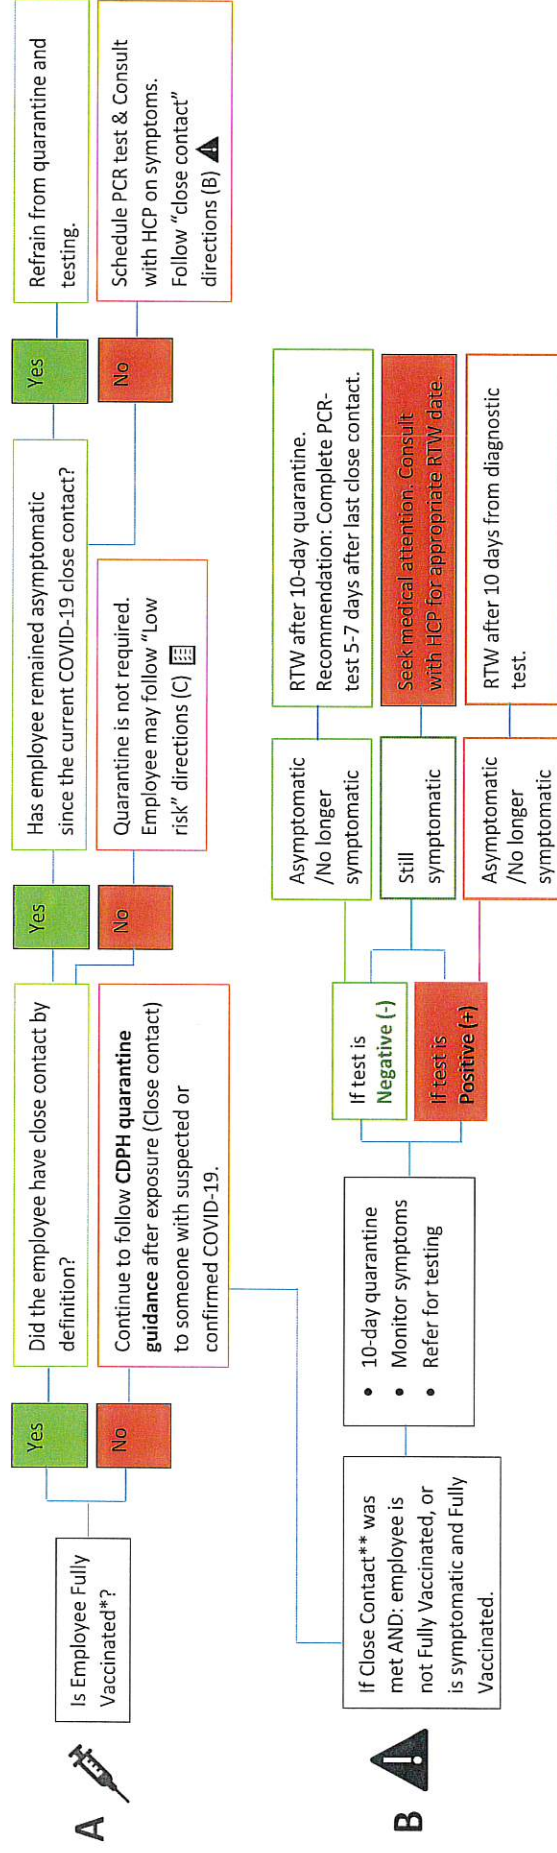 A
Is Employee Fully
Vaccinated*?
Yes
No
Did the employee have close contact by
definition?
Continue to follow CDPH quarantine
guidance after exposure (Close contact)
to someone with suspected or
confirmed COVID-19.
Yes
No
Has employee remained asymptomatic
since the current COVID-19 close contact?
Quarantine is not required.
Employee may follow "Low
risk" directions (C)
Yes
No
Refrain from quarantine and
testing.
Schedule PCR test & Consult
with HCP on symptoms.
Follow "close contact"
directions (B)
B
If Close Contact** was
met AND: employee is
not Fully Vaccinated, or
is symptomatic and Fully
Vaccinated.
• 10-day quarantine
• Monitor symptoms
• Refer for testing
If test is
Negative (-)
If test is
Positive (+)
Asymptomatic
/No longer
symptomatic
Still
symptomatic
Asymptomatic
/No longer
symptomatic
RTW after 10-day quarantine.
Recommendation: Complete PCR-
test 5-7 days after last close contact.
Seek medical attention. Consult
with HCP for appropriate RTW date.
RTW after 10 days from diagnostic
test.